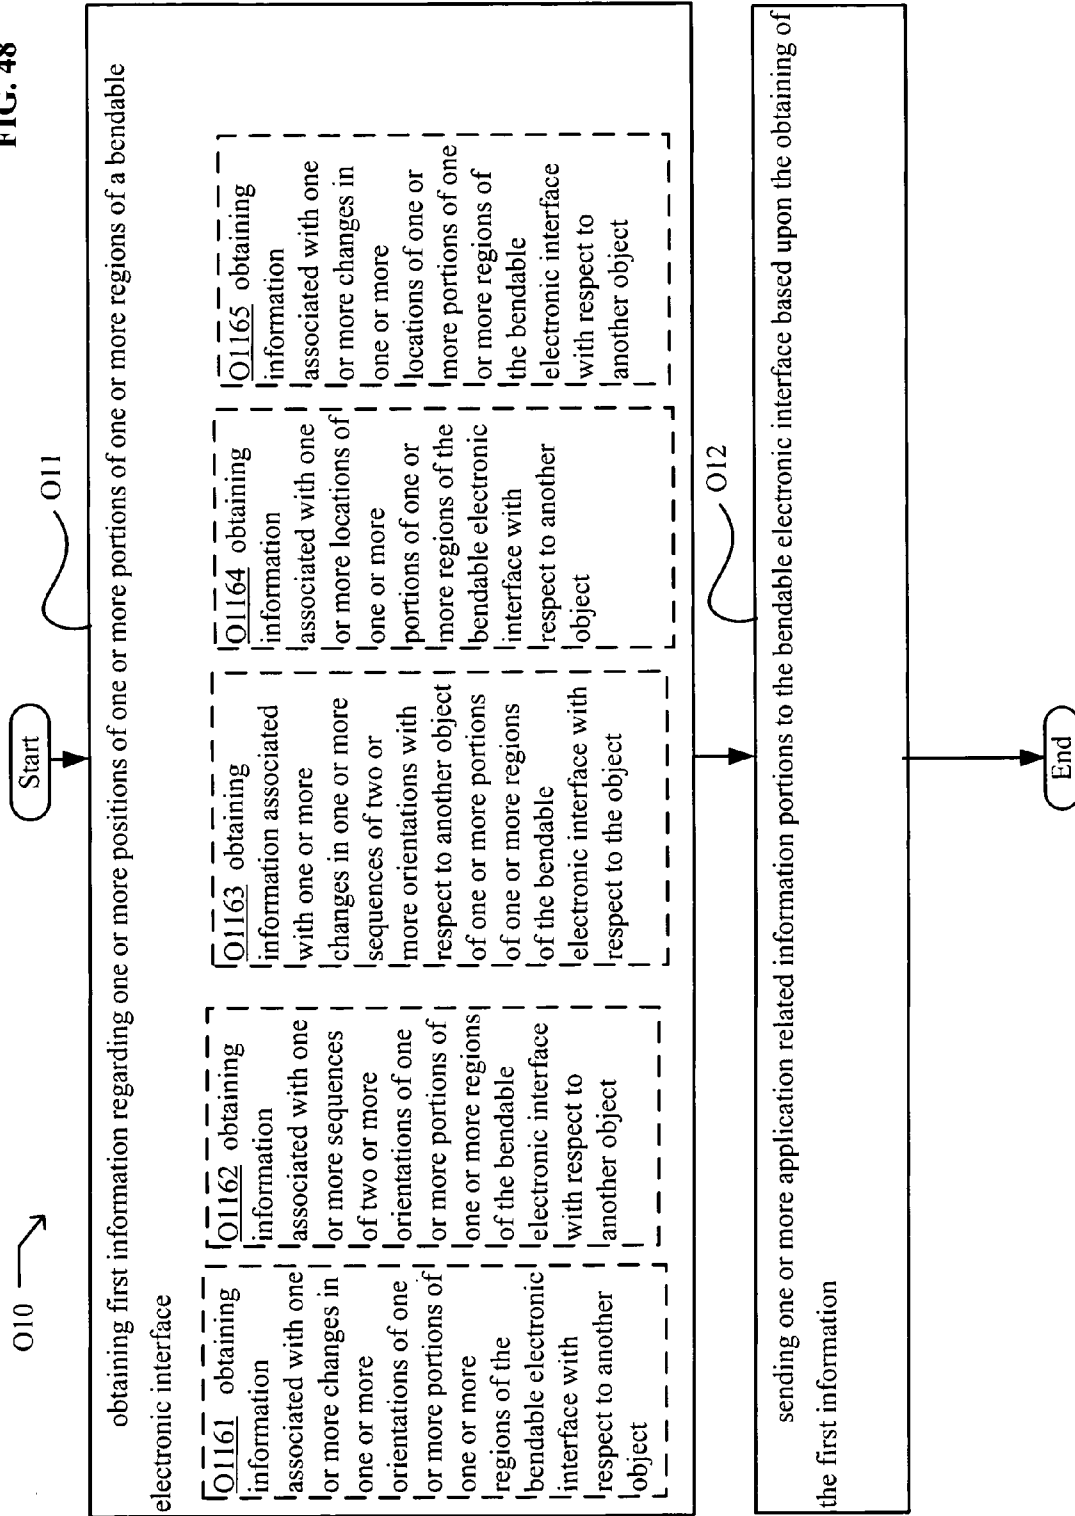 FIG. 48
O10
Start
O11
obtaining first information regarding one or more positions of one or more portions of one or more regions of a bendable
electronic interface
O1161 obtaining
information
associated with one
or more changes in
one or more
orientations of one
or more portions of
one or more
regions of the
bendable electronic
interface with
respect to another
object
O1162 obtaining
information
associated with one
or more sequences
of two or more
orientations of one
or more portions of
one or more regions
of the bendable
electronic interface
with respect to
another object
O1163 obtaining
information associated
with one or more
changes in one or more
sequences of two or
more orientations with
respect to another object
of one or more portions
of one or more regions
of the bendable
electronic interface with
respect to the object
O1164 obtaining
information
associated with one
or more locations of
one or more
portions of one or
more regions of the
bendable electronic
interface with
respect to another
object
O1165 obtaining
information
associated with one
or more changes in
one or more
locations of one or
more portions of one
or more regions of
the bendable
electronic interface
with respect to
another object
O12
sending one or more application related information portions to the bendable electronic interface based upon the obtaining of
the first information
End